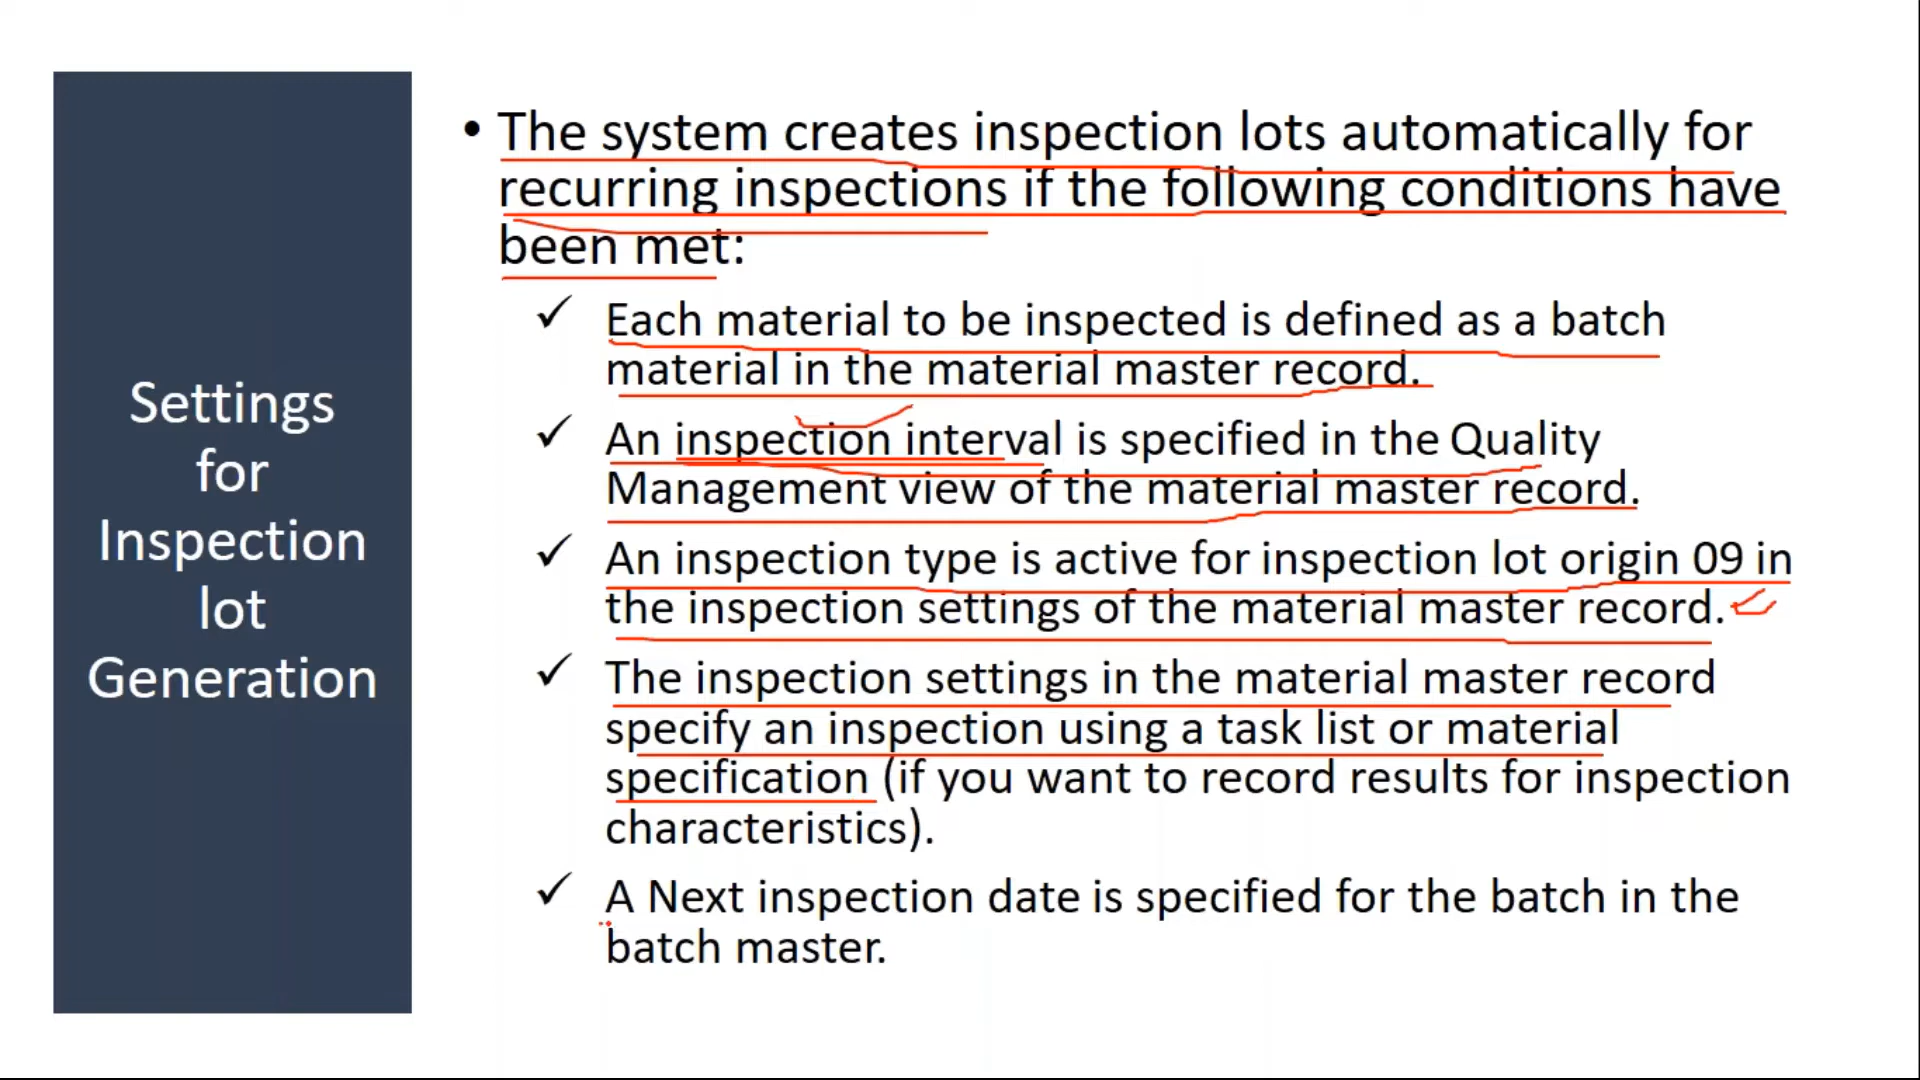 Settings
for
Inspection
lot
Generation
• The system creates inspection lots automatically for
recurring inspections if the following conditions have
been met:
✓ Each material to be inspected is defined as a batch
material in the material master record.
✓ An inspection interval is specified in the Quality
Management view of the material master record.
✓ An inspection type is active for inspection lot origin 09 in
the inspection settings of the material master record.
✓ The inspection settings in the material master record
specify an inspection using a task list or material
specification (if you want to record results for inspection
characteristics).
✓ A Next inspection date is specified for the batch in the
batch master.